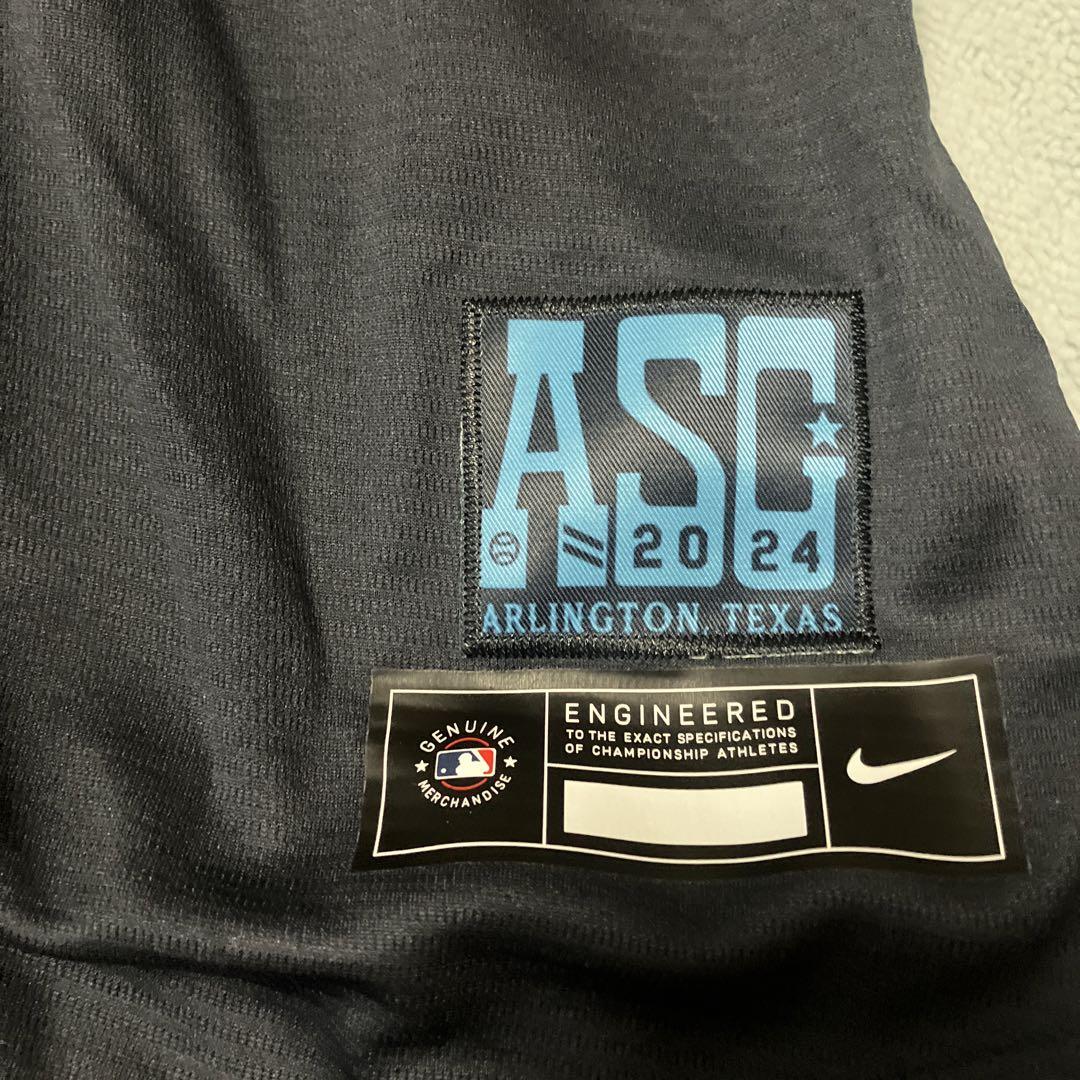 ASG
2024
ARLINGTON, TEXAS
GENUINE
MERCHANDISE
ENGINEERED
TO THE EXACT SPECIFICATIONS
OF CHAMPIONSHIP ATHLETES